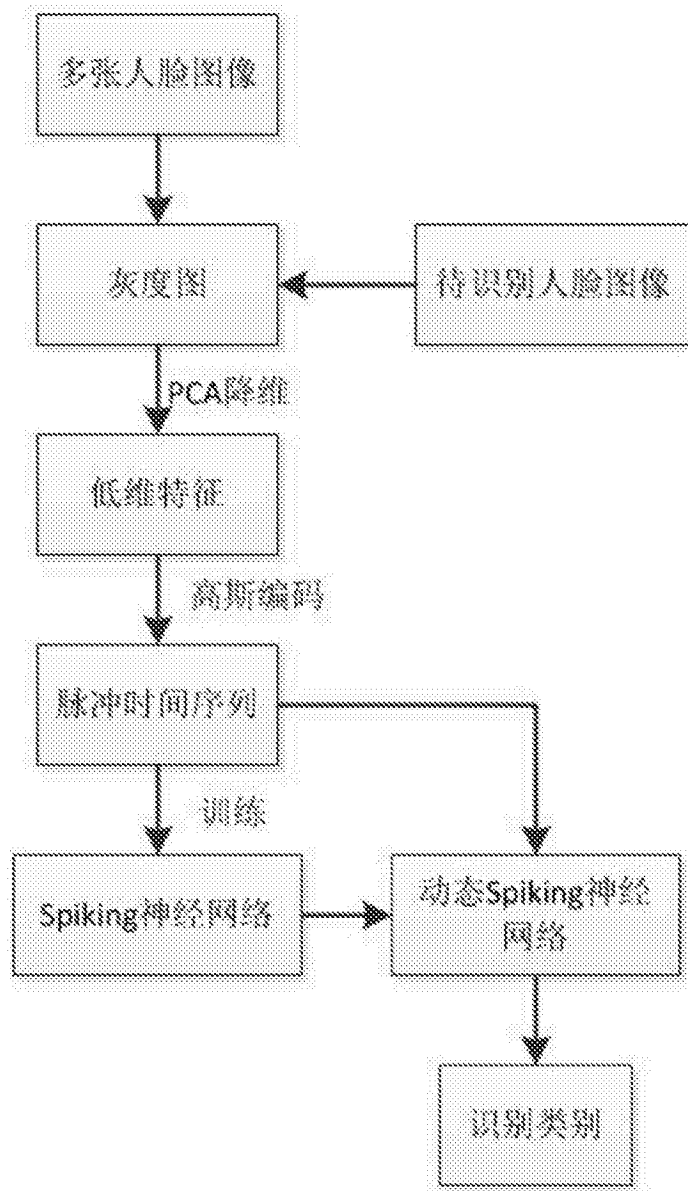 多张人脸图像
灰度图
待识别人脸图像
PCA降维
低维特征
高斯编码
脉冲时间序列
训练
Spiking神经网络
动态Spiking神经
网络
识别类别